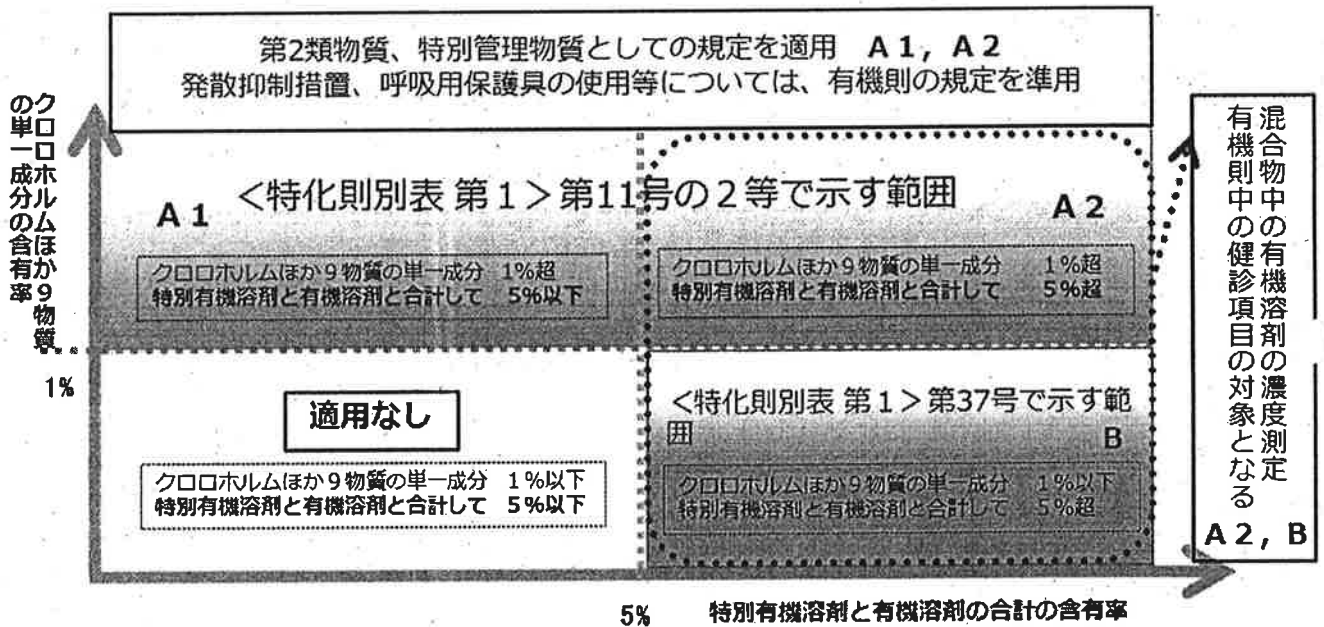 第2類物質、特別管理物質としての規定を適用 A1, A2
発散抑制措置、呼吸用保護具の使用等については、有機則の規定を準用
クロロホルムほか9物質
の単一成分の含有率
<特化則別表 第1>第11号の2等で示す範囲
A1
A2
クロロホルムほか9物質の単一成分 1%超
特別有機溶剤と有機溶剤と合計して 5%以下
クロロホルムほか9物質の単一成分 1%超
特別有機溶剤と有機溶剤と合計して 5%超
混合物中の有機溶剤の濃度測定
有機則中の健診項目の対象となる
A2, B
1%
適用なし
クロロホルムほか9物質の単一成分 1%以下
特別有機溶剤と有機溶剤と合計して 5%以下
<特化則別表 第1>第37号で示す範
囲
B
クロロホルムほか9物質の単一成分 1%以下
特別有機溶剤と有機溶剤と合計して 5%超
5%
特別有機溶剤と有機溶剤の合計の含有率